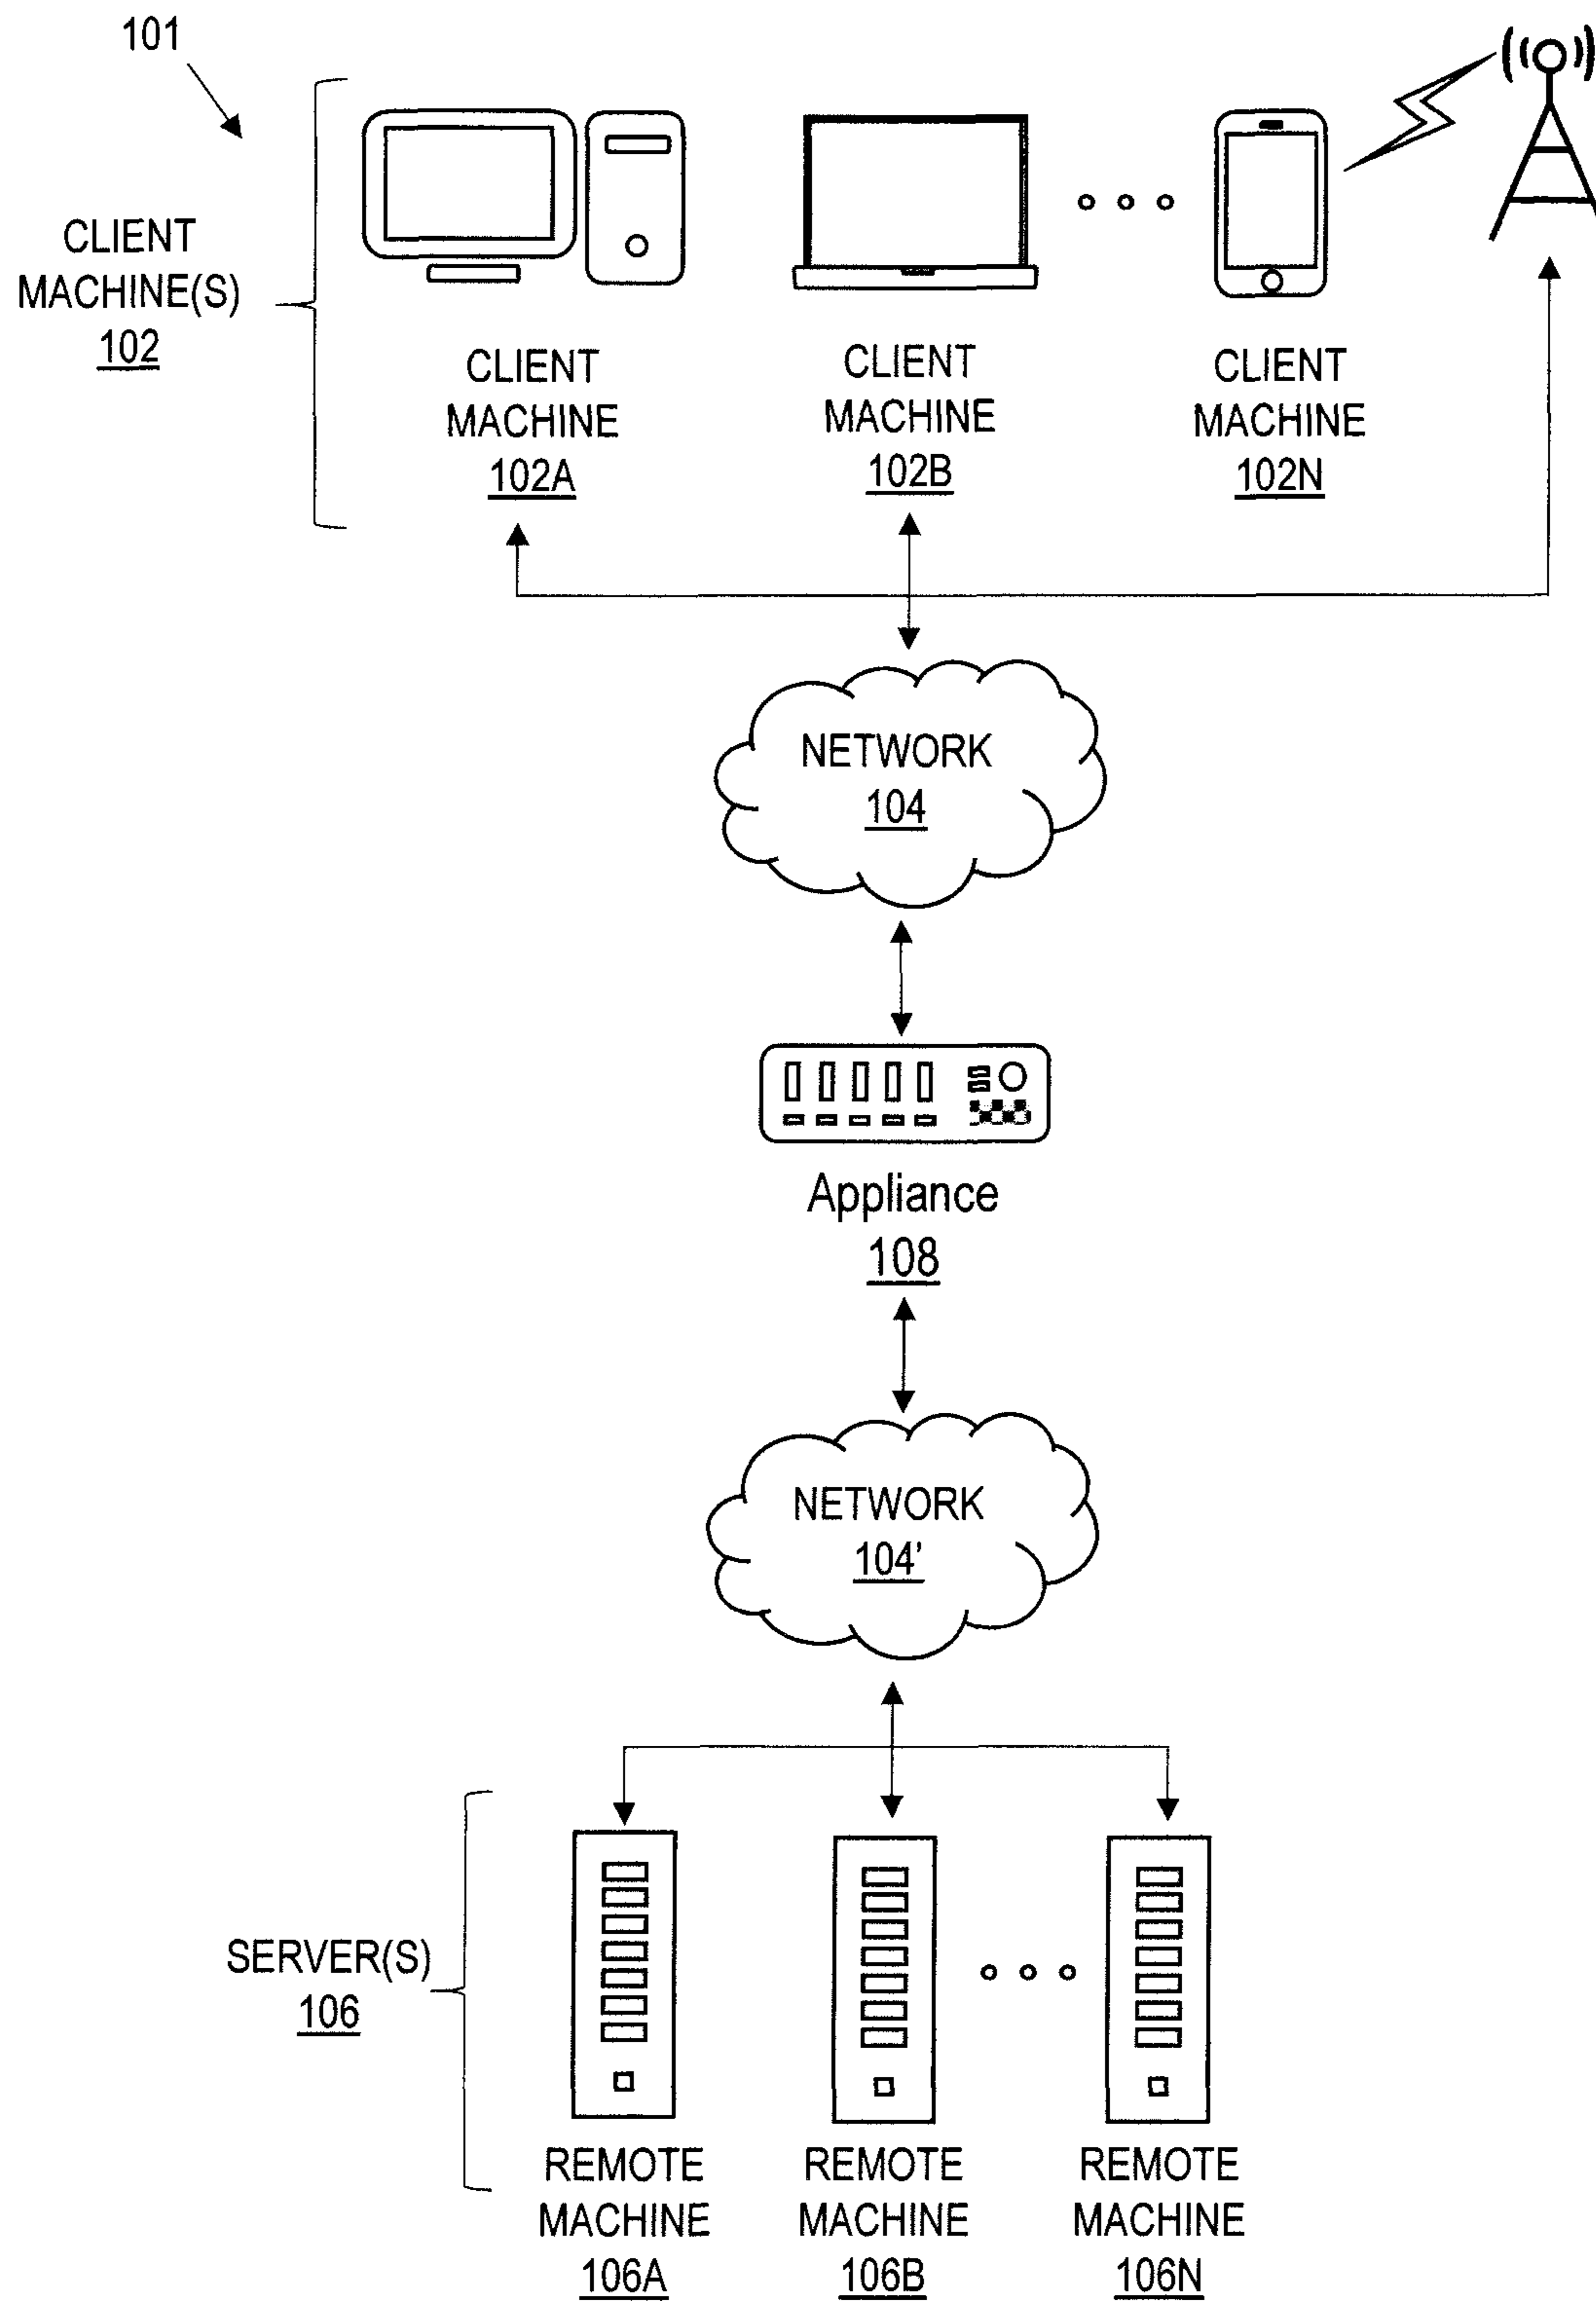 101
CLIENT
MACHINE(S)
102
CLIENT
MACHINE
102A
CLIENT
MACHINE
102B
CLIENT
MACHINE
102N
NETWORK
104
Appliance
108
NETWORK
104'
SERVER(S)
106
REMOTE
MACHINE
106A
REMOTE
MACHINE
106B
REMOTE
MACHINE
106N